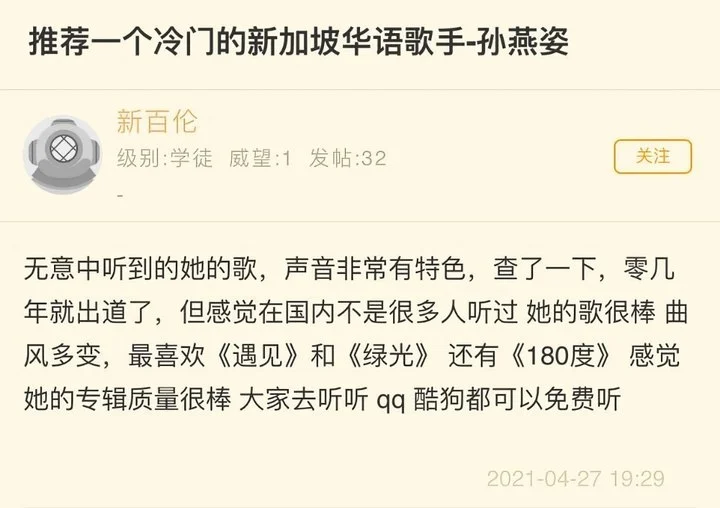 推荐一个冷门的新加坡华语歌手-孙燕姿
新百伦
级别:学徒 威望:1 发帖:32
关注
-
无意中听到的她的歌，声音非常有特色，查了一下，零几
年就出道了，但感觉在国内不是很多人听过 她的歌很棒 曲
风多变，最喜欢《遇见》和《绿光》 还有《180度》 感觉
她的专辑质量很棒 大家去听听 qq 酷狗都可以免费听
2021-04-27 19:29